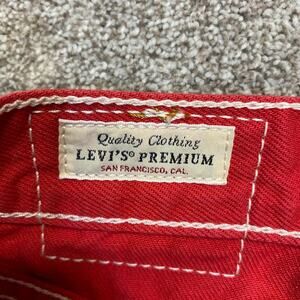 Quality Clothing
LEVI'S® PREMIUM
SAN FRANCISCO, CAL.